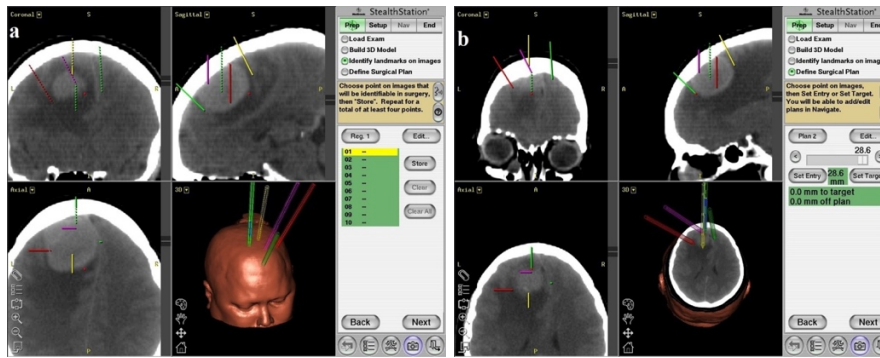 a
Coronal
S
L
R
Sagittal
S
A
P
Axial
A
L
R
P
3D
StealthStation
Prep Setup Nav End
Load Exam
Build 3D Model
Identify landmarks on images
Define Surgical Plan
Choose point on images that
will be identifiable in surgery,
then "Store". Repeat for a
total of at least four points.
Reg. 1 Edit...
01 --
02 --
03 --
04 --
05 --
06 --
07 --
08 --
09 --
10 --
Store
Clear
Clear All
Back Next
b
Coronal
S
L
R
Sagittal
S
A
Axial
A
L
R
P
3D
StealthStation
Prep Setup Nav End
Load Exam
Build 3D Model
Identify landmarks on images
Define Surgical Plan
Choose point on images,
then Set Entry or Set Target.
You will be able to add/edit
plans in Navigate.
Plan 2 Edit...
28.6
Set Entry 28.6 mm Set Targe
0.0 mm to target
0.0 mm off plan
Back Next